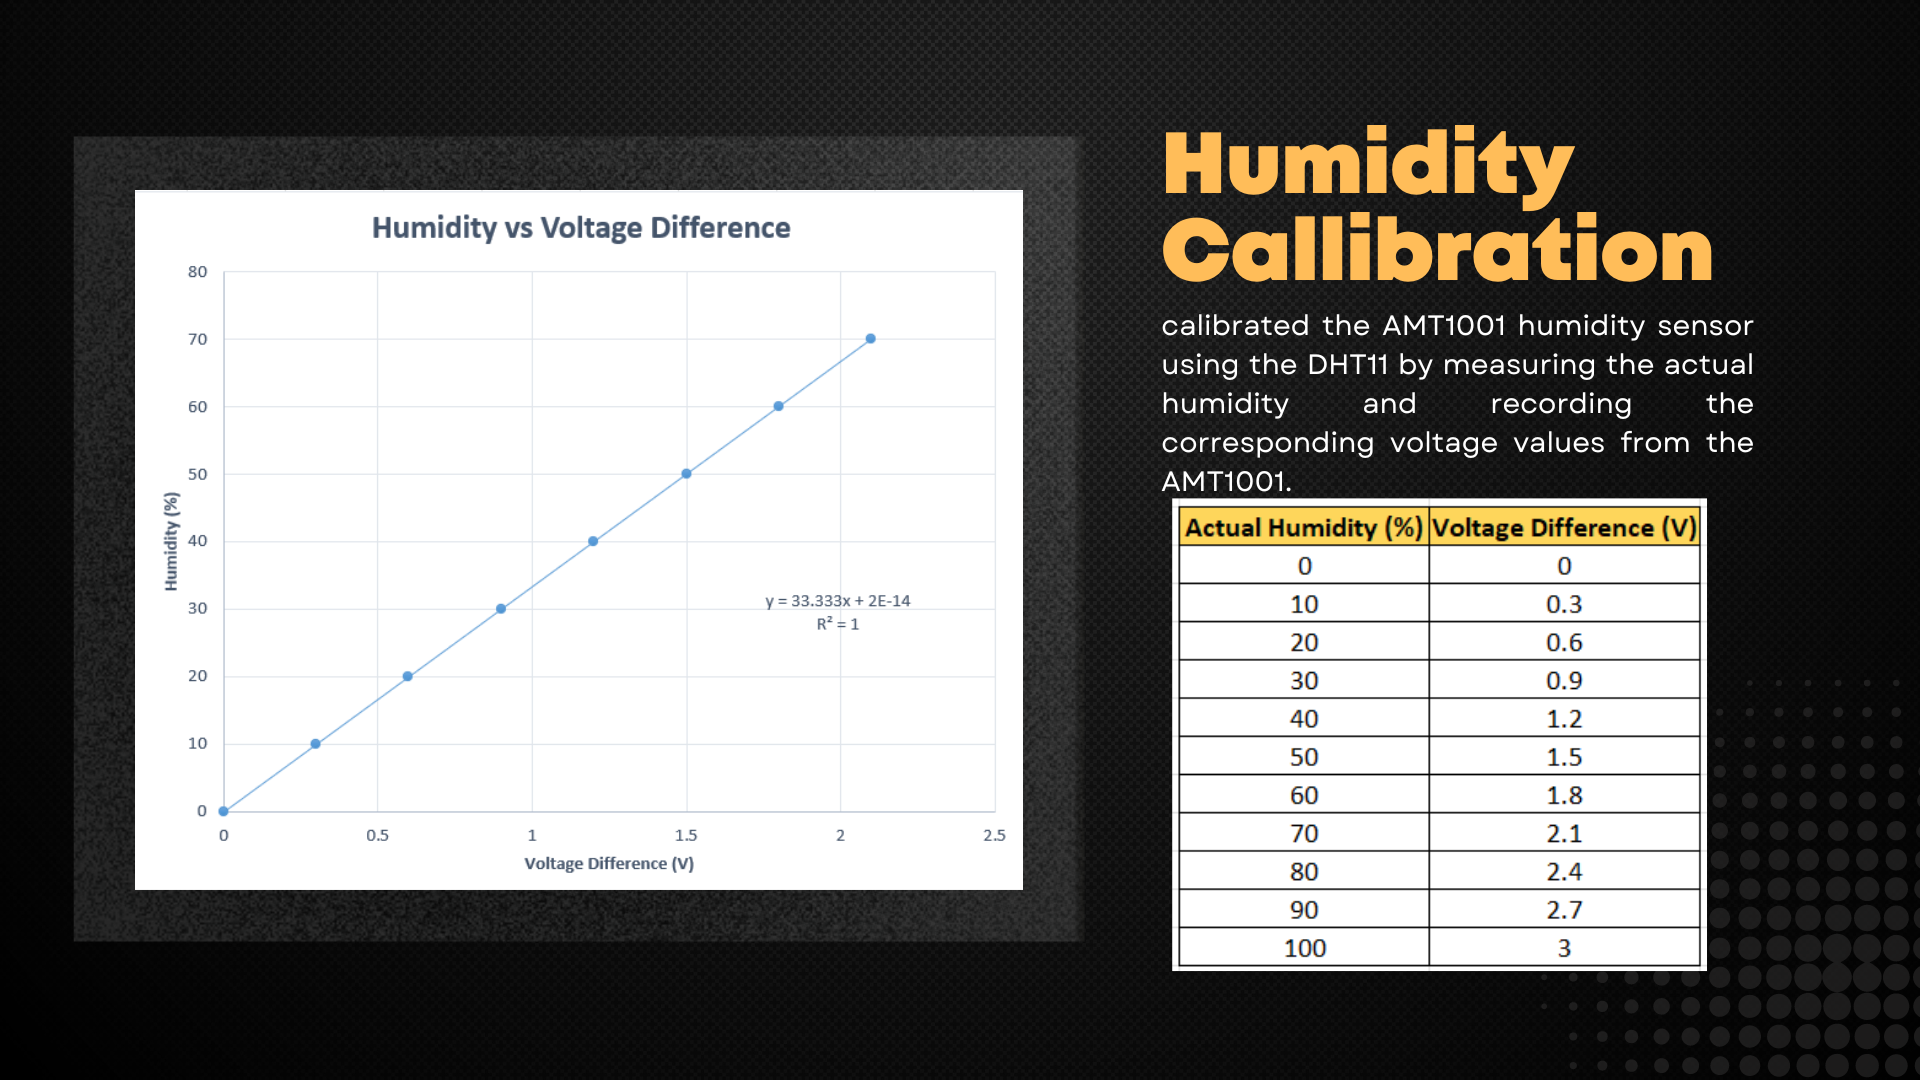 Humidity vs Voltage Difference
80
70
60
50
40
30
20
10
0
Humidity (%)
y = 33.333x + 2E-14
R² = 1
0 0.5 1 1.5 2 2.5
Voltage Difference (V)
Humidity
Callibration
calibrated the AMT1001 humidity sensor
using the DHT11 by measuring the actual
humidity and recording the
corresponding voltage values from the
AMT1001.
Actual Humidity (%) Voltage Difference (V)
0 0
10 0.3
20 0.6
30 0.9
40 1.2
50 1.5
60 1.8
70 2.1
80 2.4
90 2.7
100 3